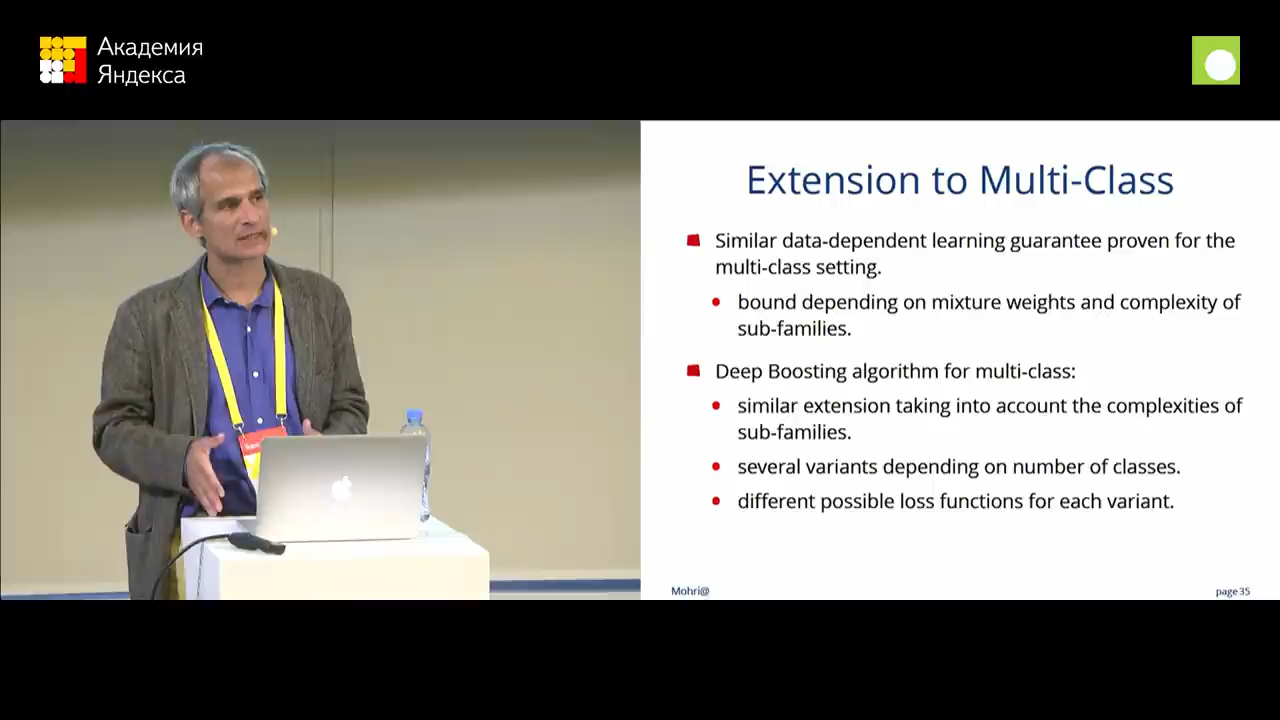 Академия
Яндекса
Extension to Multi-Class
Similar data-dependent learning guarantee proven for the
multi-class setting.
bound depending on mixture weights and complexity of
sub-families.
Deep Boosting algorithm for multi-class:
similar extension taking into account the complexities of
sub-families.
several variants depending on number of classes.
different possible loss functions for each variant.
Mohri@
page 35